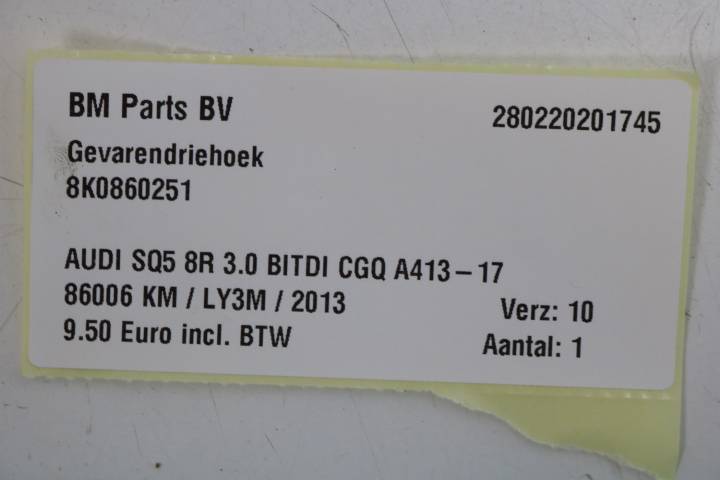 BM Parts BV
280220201745
Gevarendriehoek
8K0860251
AUDI SQ5 8R 3.0 BITDI CGQ A413-17
86006 KM / LY3M / 2013
Verz: 10
9.50 Euro incl. BTW
Aantal: 1